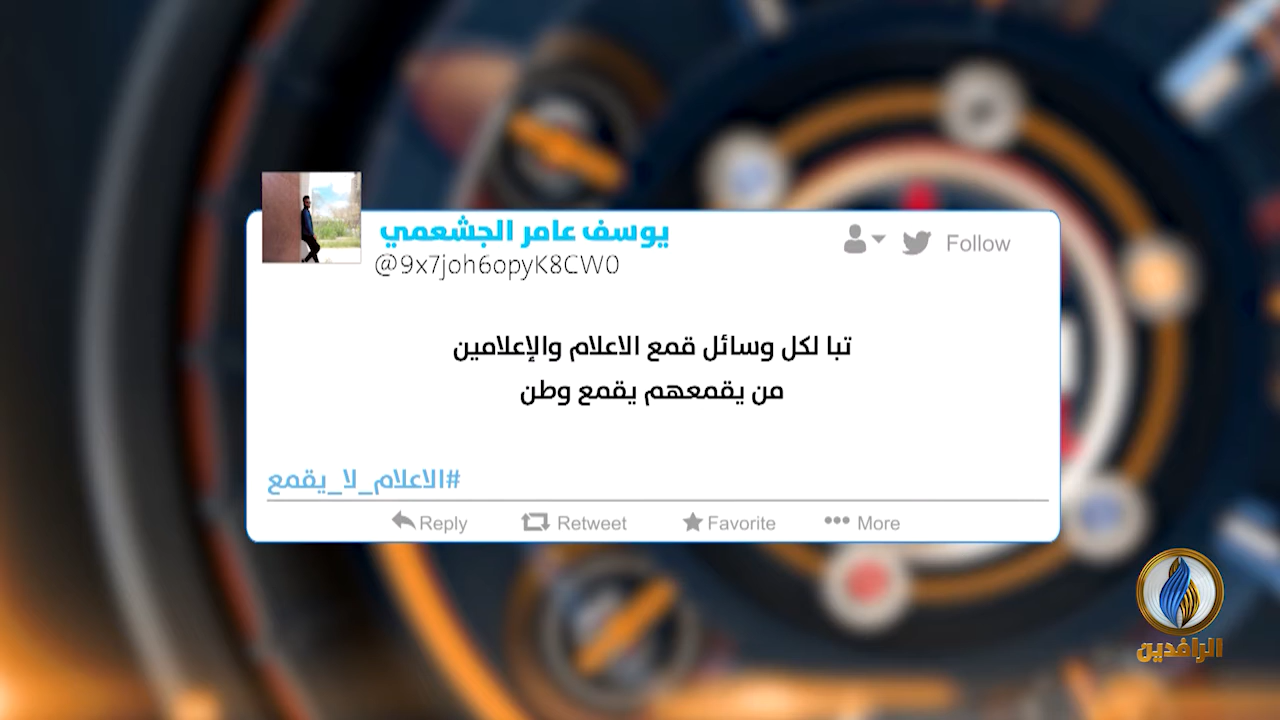 يوسف عامر الجشعمي
@9x7joh6opyK8CW0
Follow
تبا لكل وسائل قمع الاعلام والإعلامين
من يقمعهم يقمع وطن
#الاعلام_لا_يقمع
Reply Retweet Favorite More
الرافدين